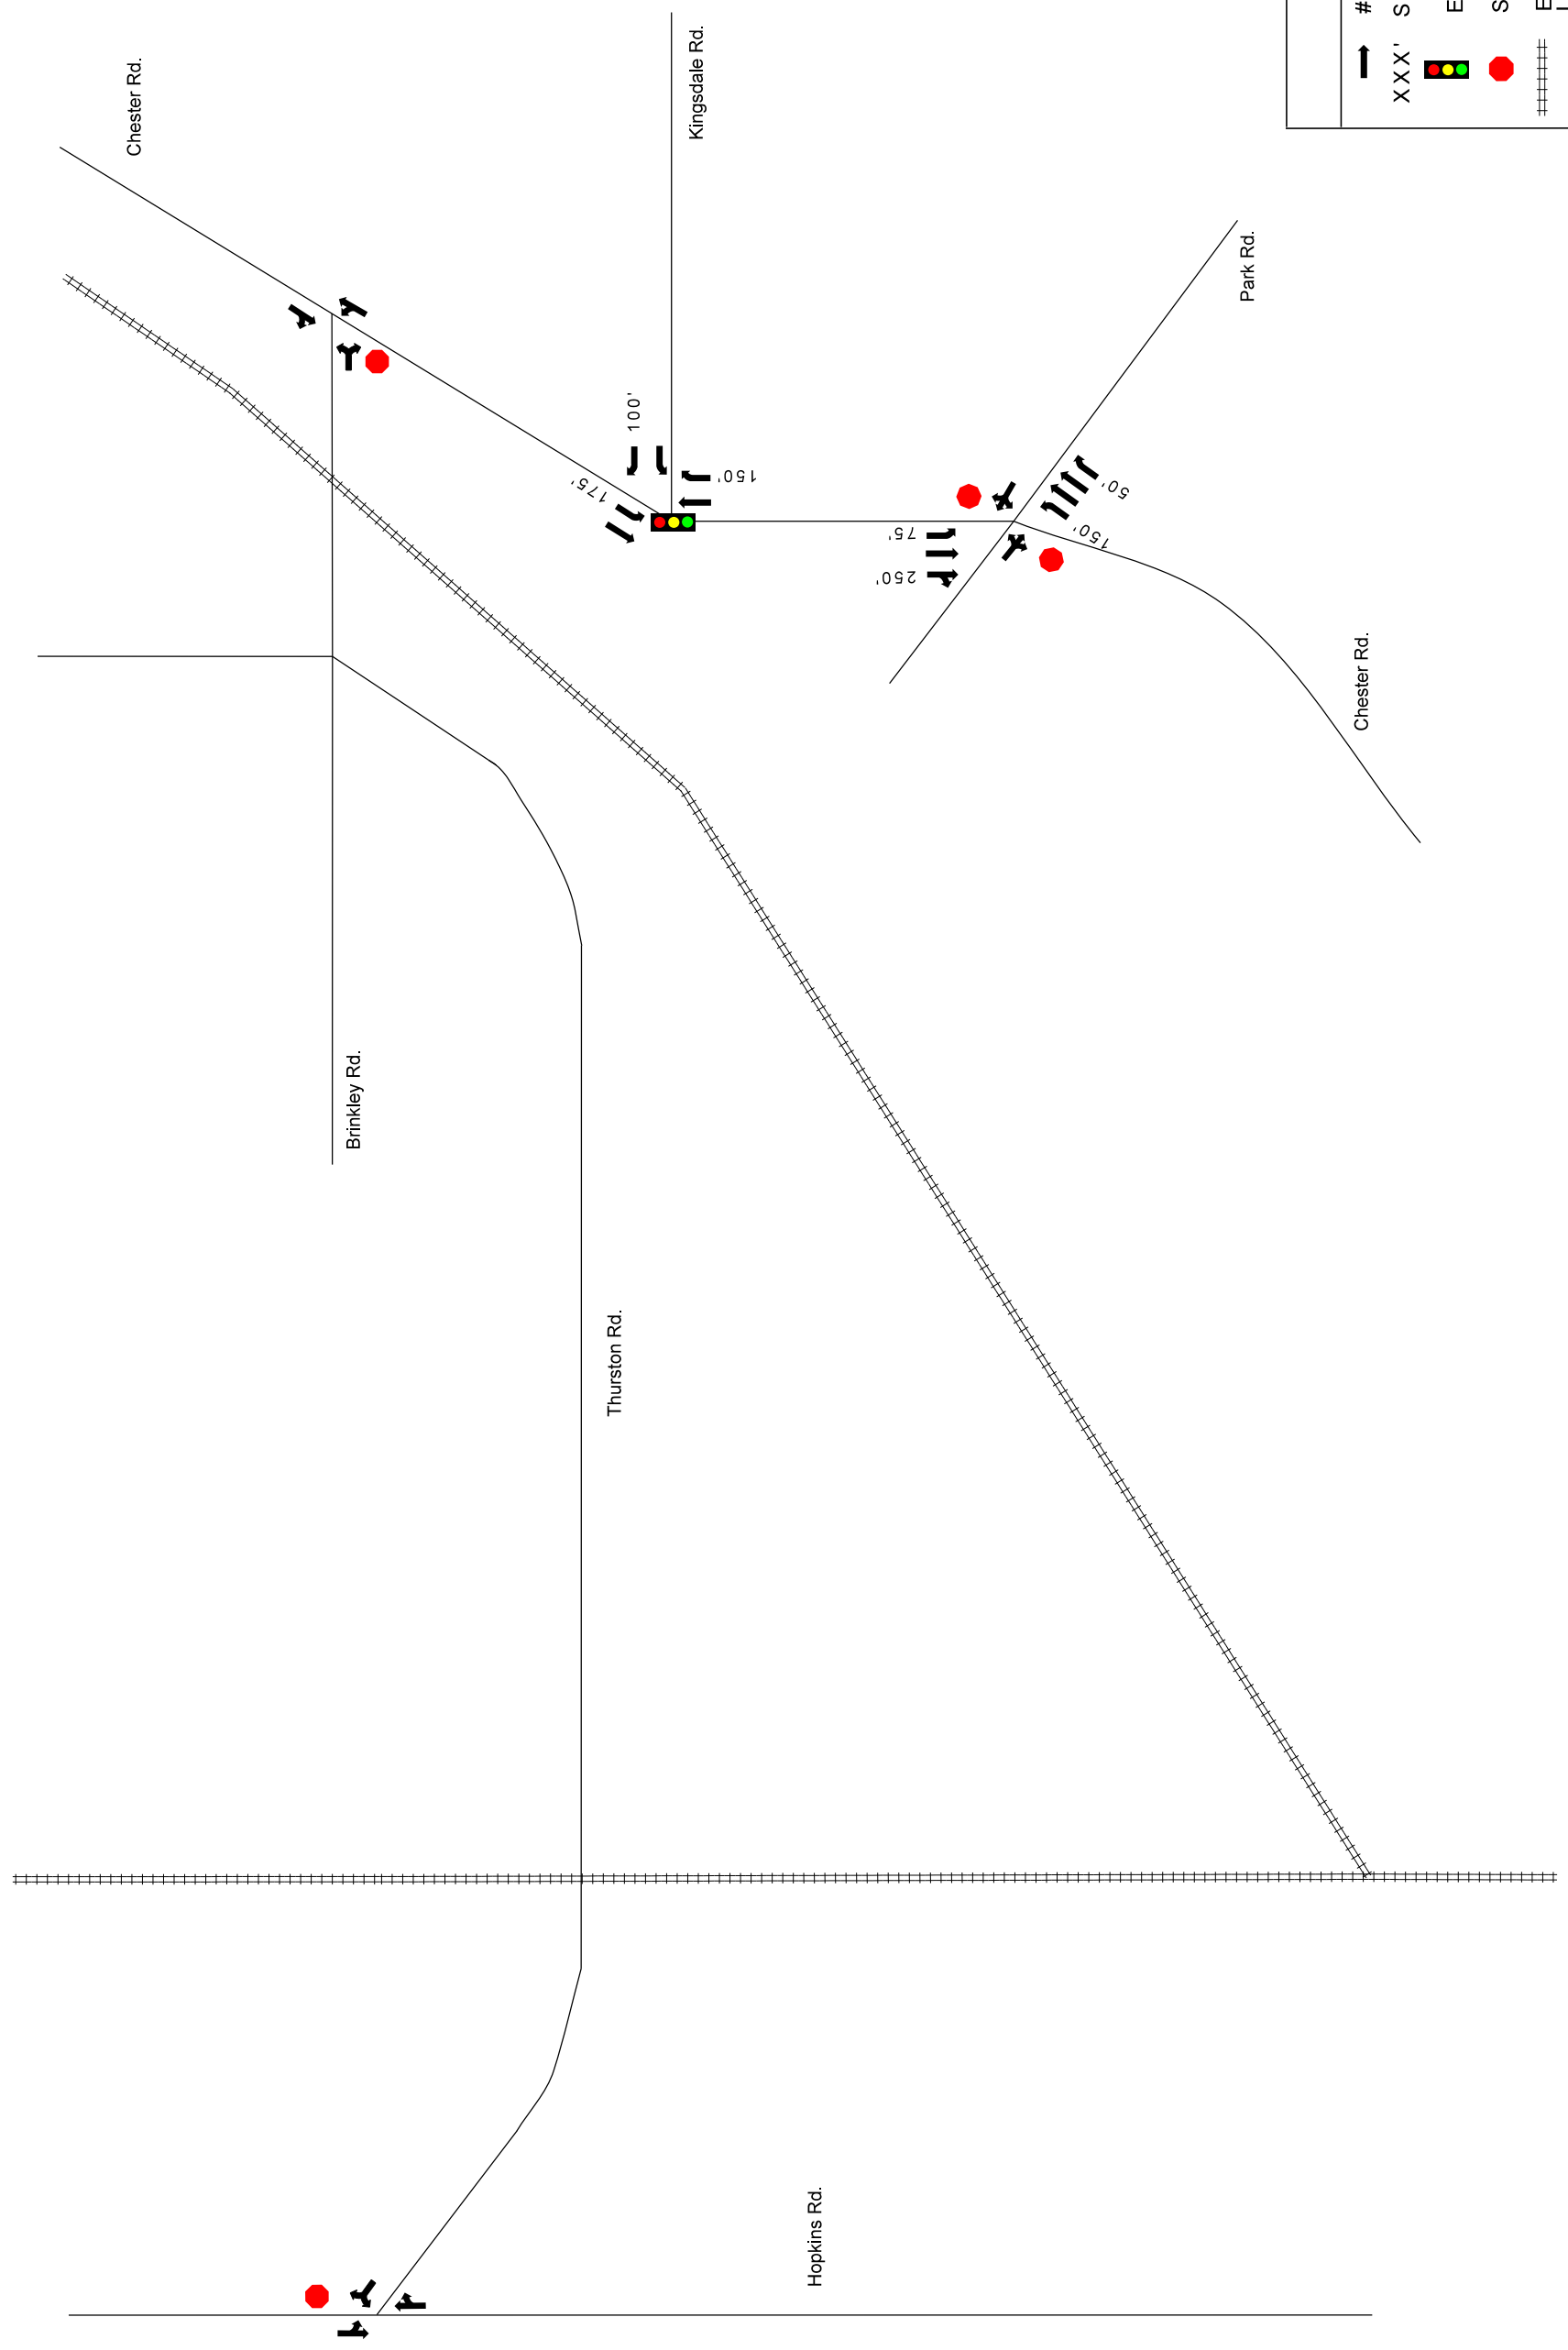 Chester Rd.
Kingsdale Rd.
#
XXX' S
E
S
E
Park Rd.
100'
175'
150'
75'
250'
50'
150'
Chester Rd.
Brinkley Rd.
Thurston Rd.
Hopkins Rd.